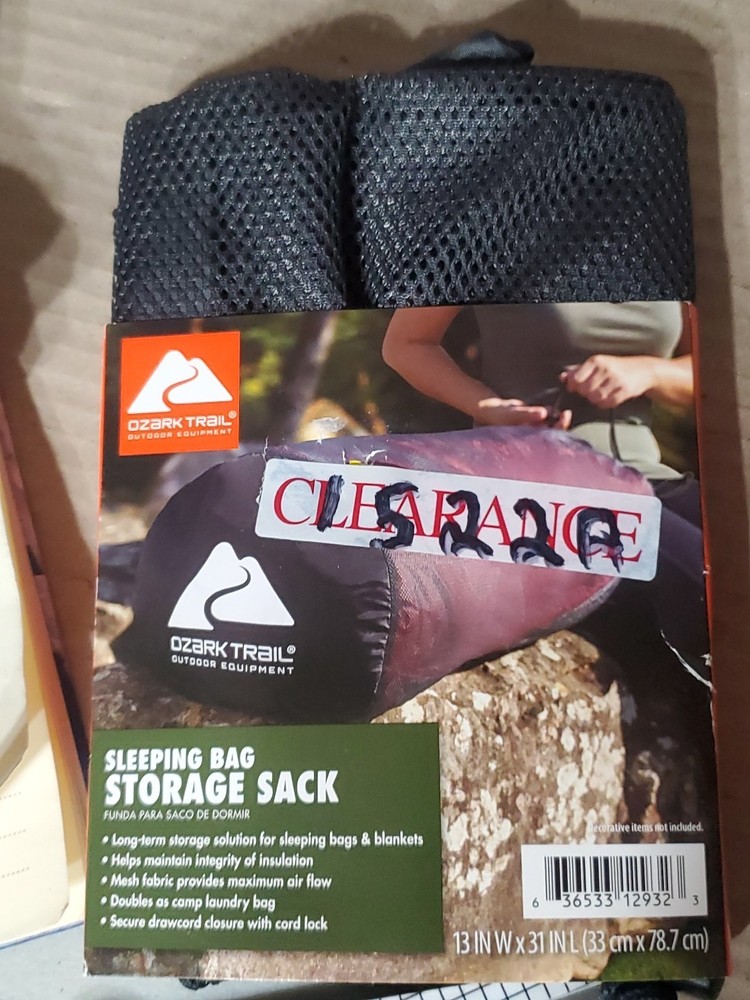 OZARK TRAIL®
OUTDOOR EQUIPMENT
CLEARANCE
OZARK TRAIL®
OUTDOOR EQUIPMENT
SLEEPING BAG
STORAGE SACK
FUNDA PARA SACO DE DORMIR
• Long-term storage solution for sleeping bags & blankets
• Helps maintain integrity of insulation
• Mesh fabric provides maximum air flow
• Doubles as camp laundry bag
• Secure drawcord closure with cord lock
Decorative items not included.
6 36533 12932 3
13 IN W x 31 IN L (33 cm x 78.7 cm)